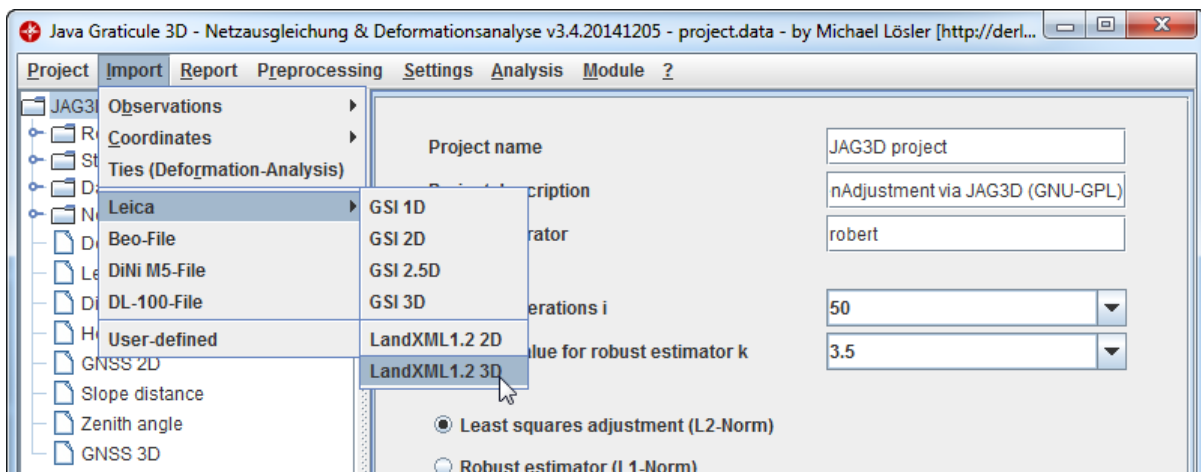 Java Graticule 3D - Netzausgleichung & Deformationsanalyse v3.4.20141205 - project.data - by Michael Lösler [http://derl...
Project Import Report Preprocessing Settings Analysis Module ?
JAG3
Observations
Coordinates
Ties (Deformation-Analysis)
Leica
Beo-File
DiNi M5-File
DL-100-File
User-defined
GSI 1D
GSI 2D
GSI 2.5D
GSI 3D
LandXML1.2 2D
LandXML1.2 3D
GNSS 2D
Slope distance
Zenith angle
GNSS 3D
Project name
JAG3D project
nAdjustment via JAG3D (GNU-GPL)
robert
50
for robust estimator k
3.5
Least squares adjustment (L2-Norm)
Robust estimator (L1-Norm)